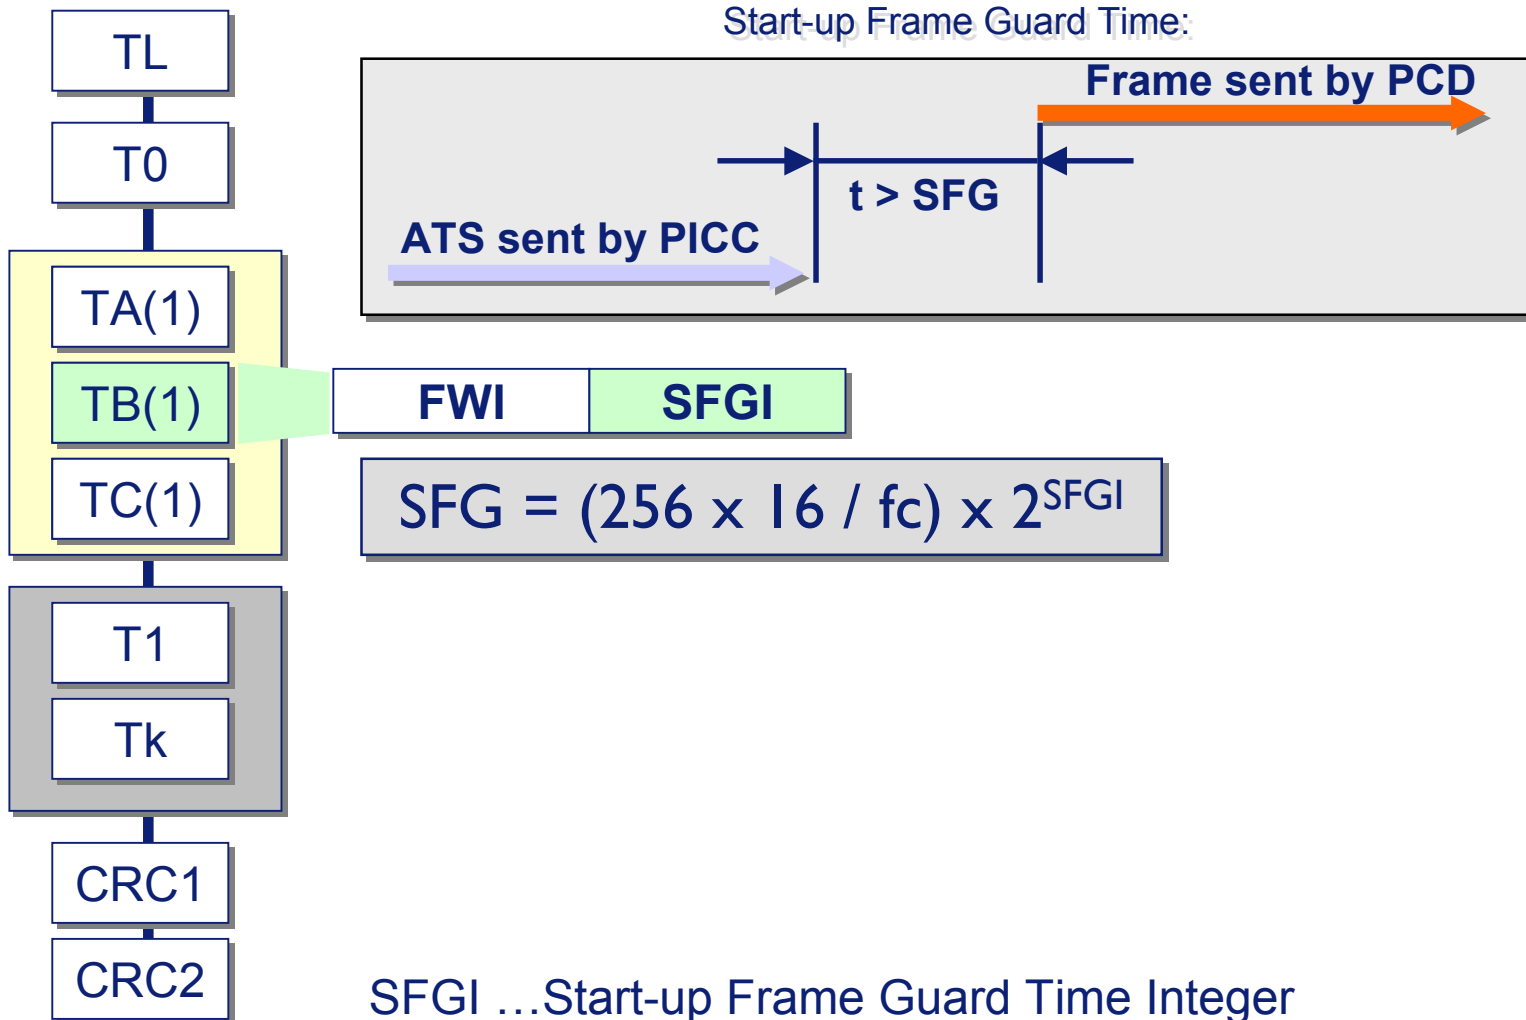 Start-up Frame Guard Time:
TL
T0
TA(1)
TB(1)
TC(1)
T1
Tk
CRC1
CRC2
Frame sent by PCD
t > SFG
ATS sent by PICC
FWI
SFGI
SFG = (256 x 16 / fc) x 2^SFGI
SFGI …Start-up Frame Guard Time Integer